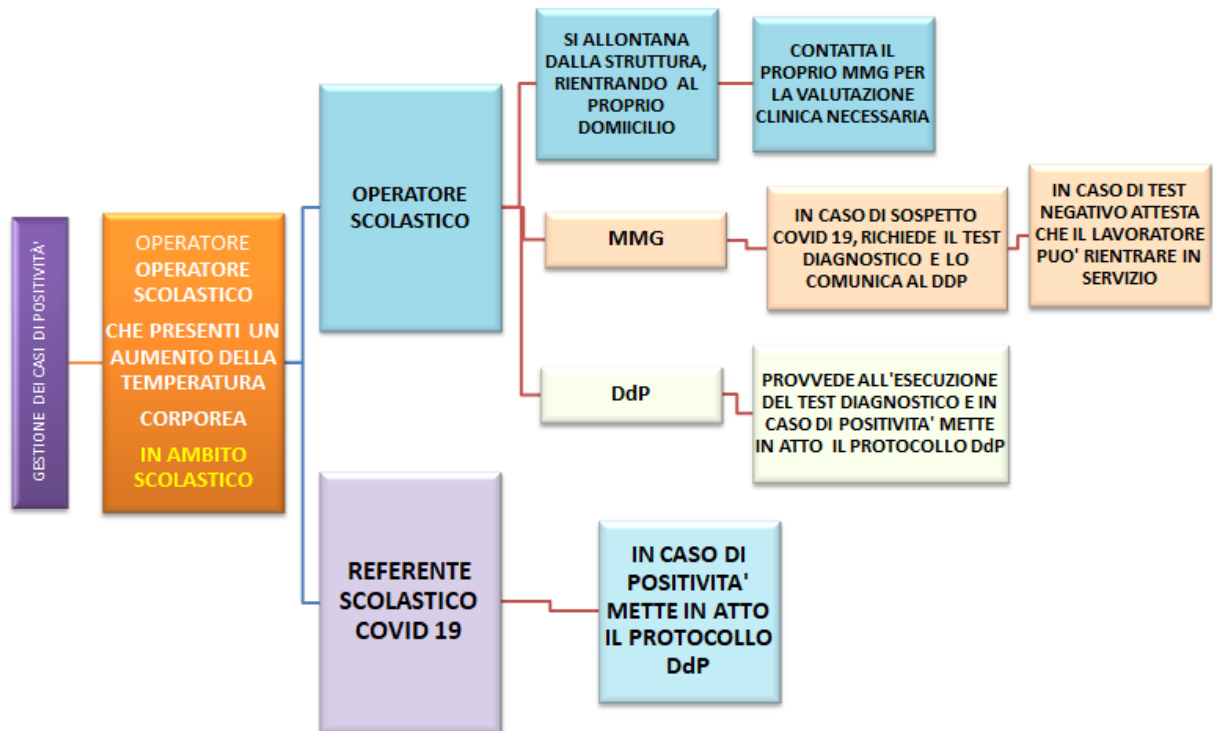 GESTIONE DEI CASI DI POSITIVITA'
OPERATORE
OPERATORE
SCOLASTICO
CHE PRESENTI UN
AUMENTO DELLA
TEMPERATURA
CORPOREA
IN AMBITO
SCOLASTICO
OPERATORE
SCOLASTICO
SI ALLONTANA
DALLA STRUTTURA,
RIENTRANDO AL
PROPRIO
DOMIICILIO
CONTATTA IL
PROPRIO MMG PER
LA VALUTAZIONE
CLINICA NECESSARIA
MMG
IN CASO DI SOSPETTO
COVID 19, RICHIEDE IL TEST
DIAGNOSTICO E LO
COMUNICA AL DDP
IN CASO DI TEST
NEGATIVO ATTESTA
CHE IL LAVORATORE
PUO' RIENTRARE IN
SERVIZIO
DdP
PROVVEDE ALL'ESECUZIONE
DEL TEST DIAGNOSTICO E IN
CASO DI POSITIVITA' METTE
IN ATTO IL PROTOCOLLO DdP
REFERENTE
SCOLASTICO
COVID 19
IN CASO DI
POSITIVITA'
METTE IN ATTO
IL PROTOCOLLO
DdP